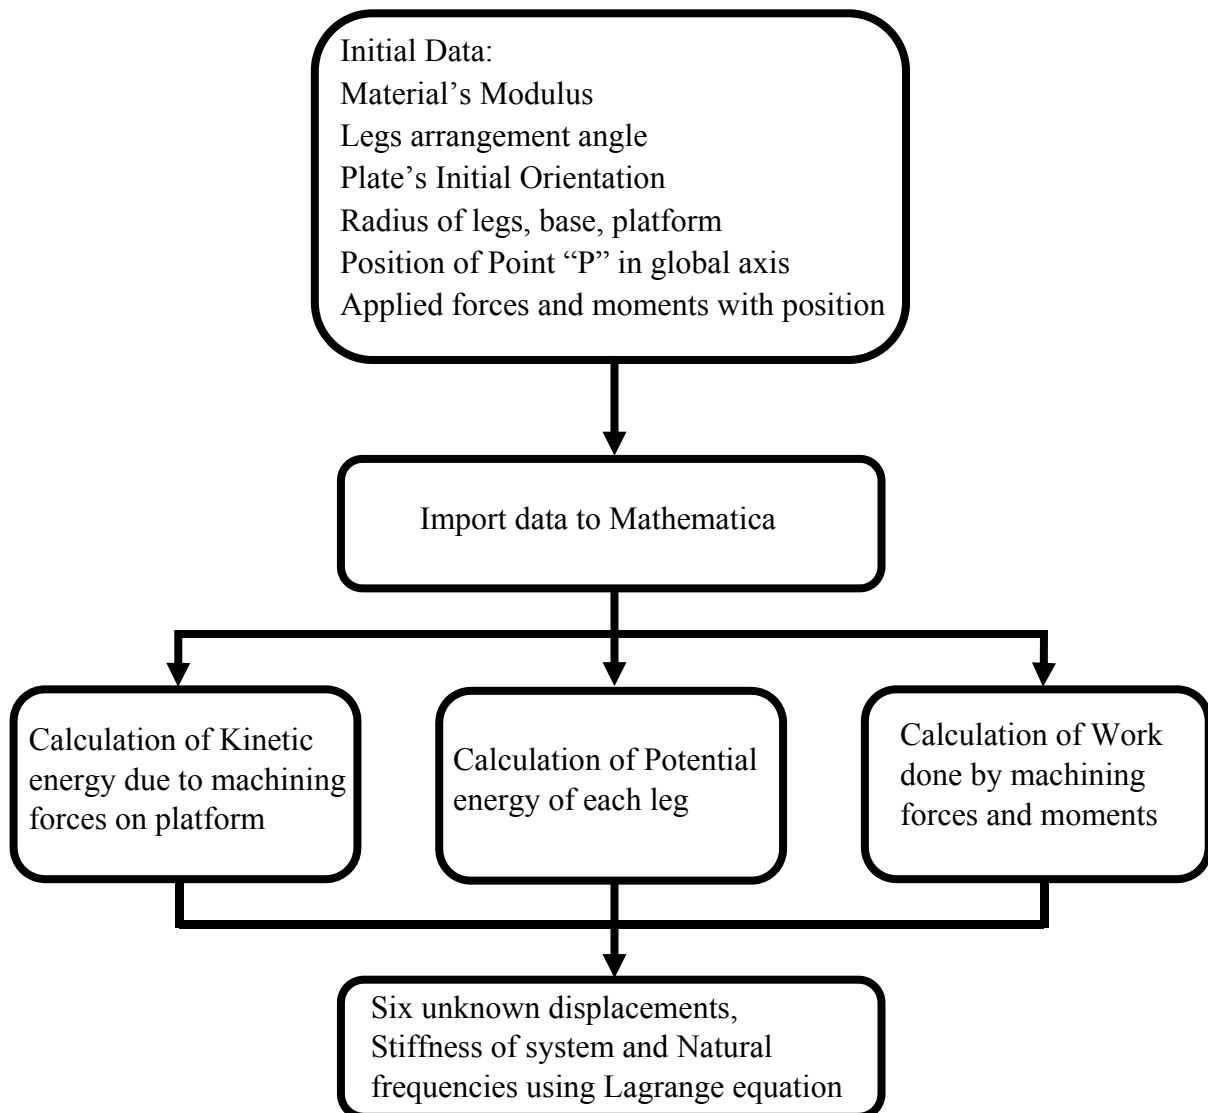 Initial Data:
Material’s Modulus
Legs arrangement angle
Plate’s Initial Orientation
Radius of legs, base, platform
Position of Point “P” in global axis
Applied forces and moments with position
Import data to Mathematica
Calculation of Kinetic
energy due to machining
forces on platform
Calculation of Potential
energy of each leg
Calculation of Work
done by machining
forces and moments
Six unknown displacements,
Stiffness of system and Natural
frequencies using Lagrange equation